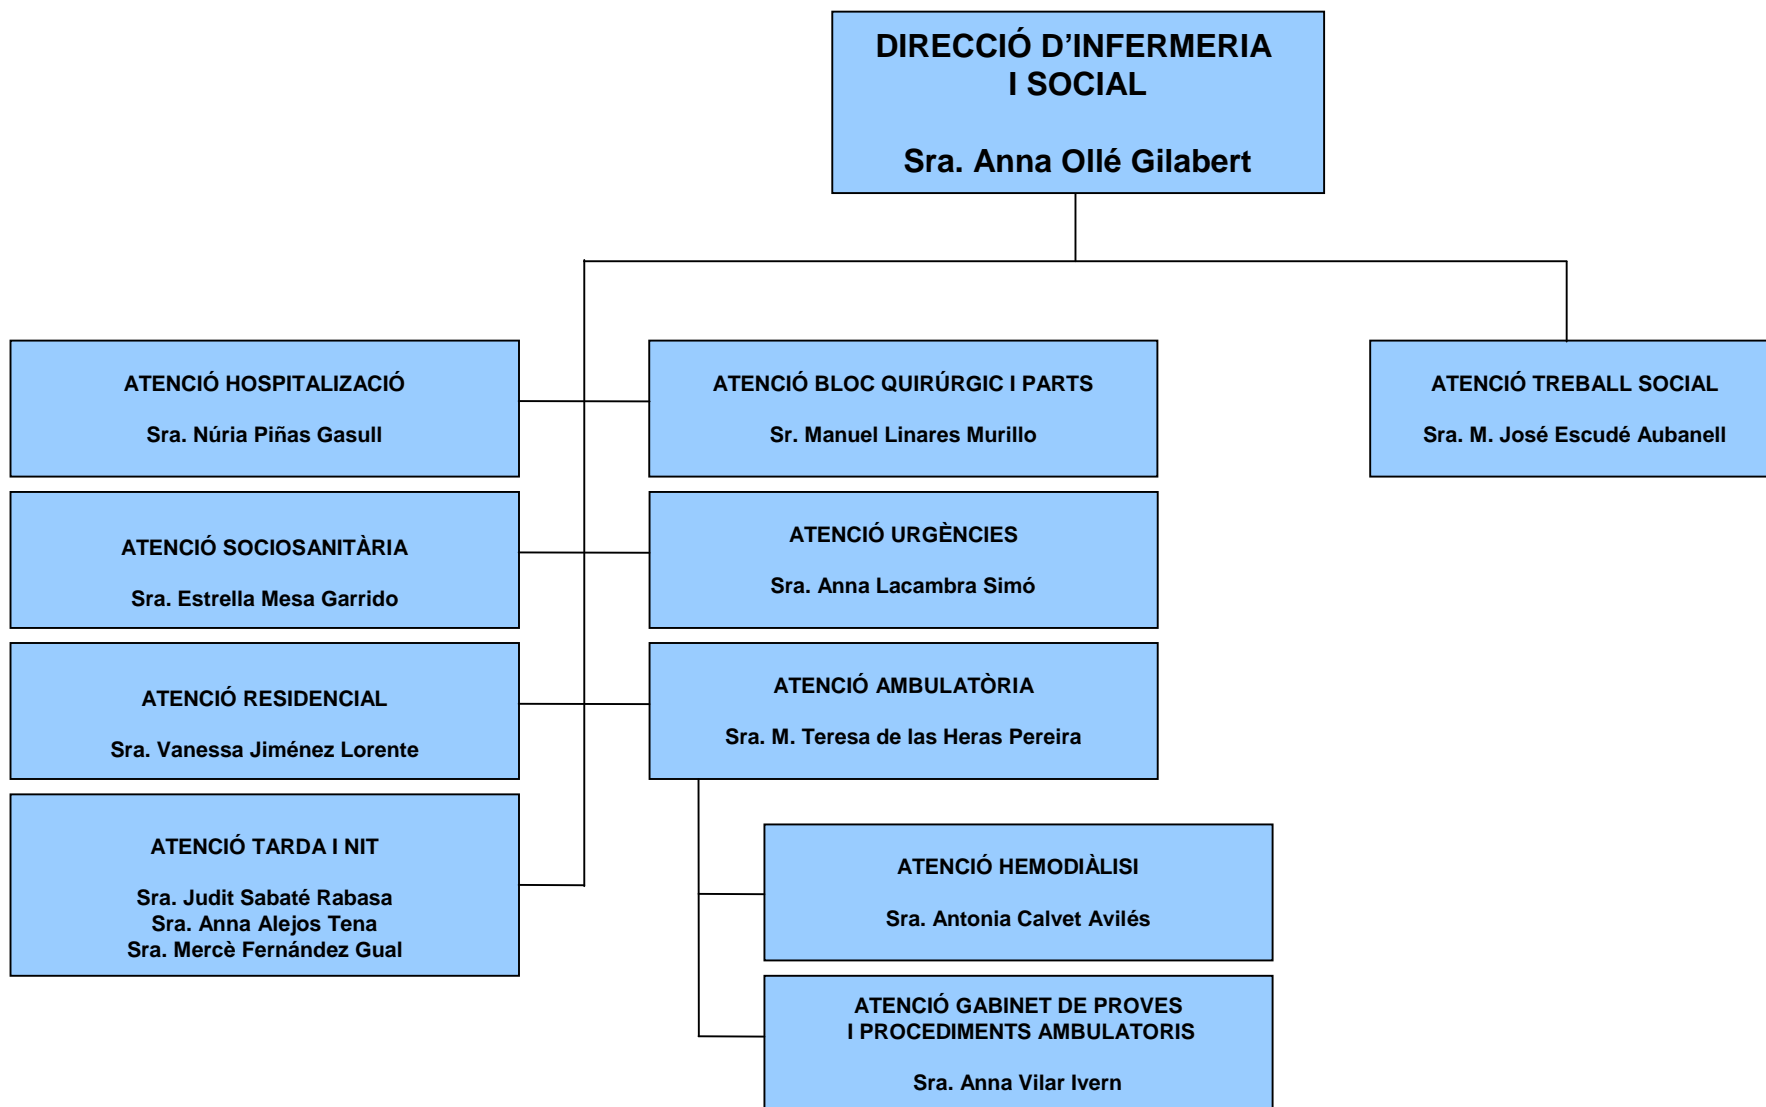 DIRECCIÓ D’INFERMERIA
I SOCIAL
Sra. Anna Ollé Gilabert
ATENCIÓ HOSPITALIZACIÓ
Sra. Núria Piñas Gasull
ATENCIÓ BLOC QUIRÚRGIC I PARTS
Sr. Manuel Linares Murillo
ATENCIÓ TREBALL SOCIAL
Sra. M. José Escudé Aubanell
ATENCIÓ SOCIOSANITÀRIA
Sra. Estrella Mesa Garrido
ATENCIÓ URGÈNCIES
Sra. Anna Lacambra Simó
ATENCIÓ RESIDENCIAL
Sra. Vanessa Jiménez Lorente
ATENCIÓ AMBULATÒRIA
Sra. M. Teresa de las Heras Pereira
ATENCIÓ TARDA I NIT
Sra. Judit Sabaté Rabasa
Sra. Anna Alejos Tena
Sra. Mercè Fernández Gual
ATENCIÓ HEMODIÀLISI
Sra. Antonia Calvet Avilés
ATENCIÓ GABINET DE PROVES
I PROCEDIMENTS AMBULATORIS
Sra. Anna Vilar Ivern